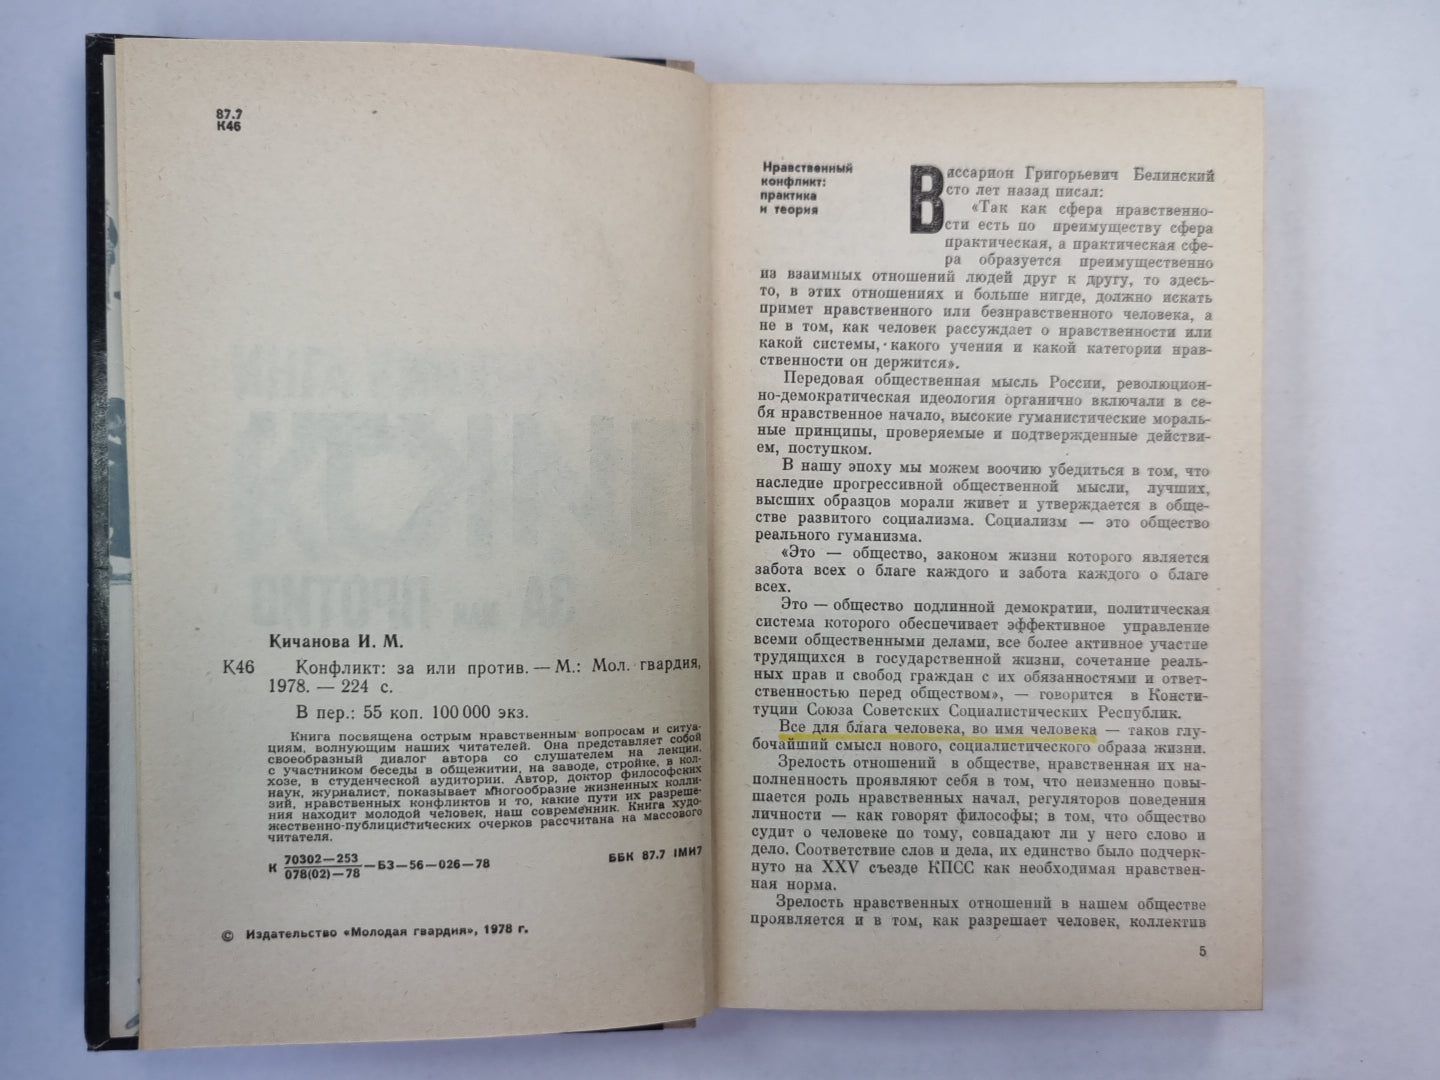 87.7
К46
Кичанова И. М.
К46 Конфликт: за или против. — М.: Мол. гвардия,
1978. — 224 с.
В пер.: 55 коп. 100 000 экз.
Книга посвящена острым нравственным вопросам и ситуа-
циям, волнующим наших читателей. Она представляет собой
своеобразный диалог автора со слушателем на лекции,
с участником беседы в общежитии, на заводе, стройке, в кол-
хозе, в студенческой аудитории. Автор, доктор философских
наук, журналист, показывает многообразие жизненных колли-
зий, нравственных конфликтов и то, какие пути их разреше-
ния находит молодой человек, наш современник. Книга худо-
жественно-публицистических очерков рассчитана на массового
читателя.
К 70302—253
078(02)—78 —БЗ—56—026—78
ББК 87.7 1МИ7
© Издательство «Молодая гвардия», 1978 г.
Нравственный
конфликт:
практика
и теория
Виссарион Григорьевич Белинский
сто лет назад писал:
«Так как сфера нравственно-
сти есть по преимуществу сфера
практическая, а практическая сфе-
ра образуется преимущественно
из взаимных отношений людей друг к другу, то здесь-
то, в этих отношениях и больше нигде, должно искать
примет нравственного или безнравственного человека, а
не в том, как человек рассуждает о нравственности или
какой системы, какого учения и какой категории нрав-
ственности он держится».
Передовая общественная мысль России, революцион-
но-демократическая идеология органично включали в се-
бя нравственное начало, высокие гуманистические мораль-
ные принципы, проверяемые и подтвержденные действи-
ем, поступком.
В нашу эпоху мы можем воочию убедиться в том, что
наследие прогрессивной общественной мысли, лучших,
высших образцов морали живет и утверждается в обще-
стве развитого социализма. Социализм — это общество
реального гуманизма.
«Это — общество, законом жизни которого является
забота всех о благе каждого и забота каждого о благе
всех.
Это — общество подлинной демократии, политическая
система которого обеспечивает эффективное управление
всеми общественными делами, все более активное участие
трудящихся в государственной жизни, сочетание реаль-
ных прав и свобод граждан с их обязанностями и ответ-
ственностью перед обществом», — говорится в Консти-
туции Союза Советских Социалистических Республик.
Все для блага человека, во имя человека — таков глу-
бочайший смысл нового, социалистического образа жизни.
Зрелость отношений в обществе, нравственная их на-
полненность проявляют себя в том, что неизменно повы-
шается роль нравственных начал, регуляторов поведения
личности — как говорят философы; в том, что общество
судит о человеке по тому, совпадают ли у него слово и
дело. Соответствие слов и дела, их единство было подчерк-
нуто на XXV съезде КПСС как необходимая нравствен-
ная норма.
Зрелость нравственных отношений в нашем обществе
проявляется и в том, как разрешает человек, коллектив
5